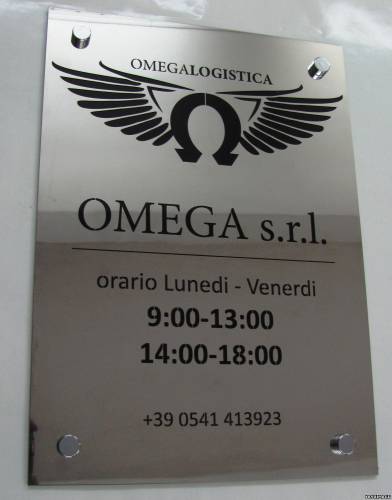 OMEGALOGISTICA
OMEGA s.r.l.
orario Lunedi - Venerdi
9:00-13:00
14:00-18:00
+39 0541 413923